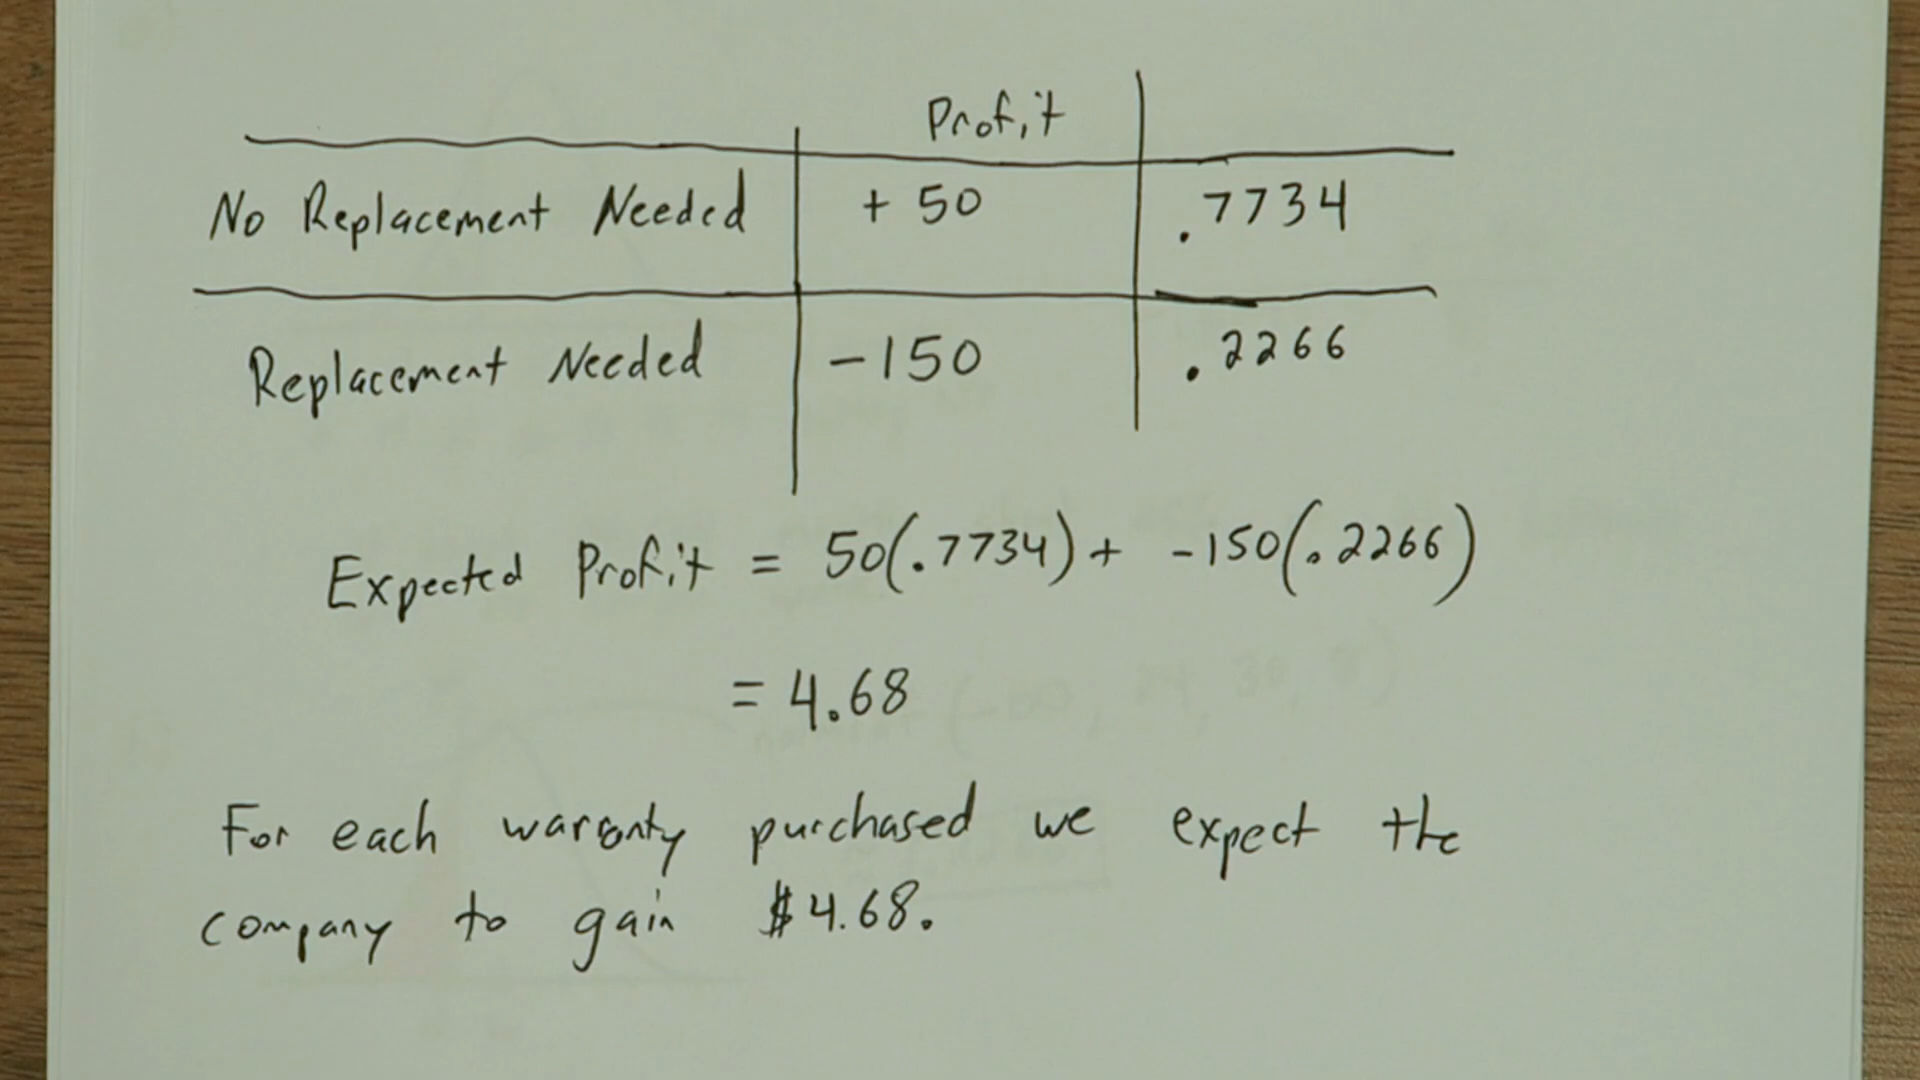 Profit
No Replacement Needed + 50 .7734
Replacement Needed -150 .2266
Expected Profit = 50(.7734) + -150(.2266)
= 4.68
For each warranty purchased we expect the
company to gain $4.68.